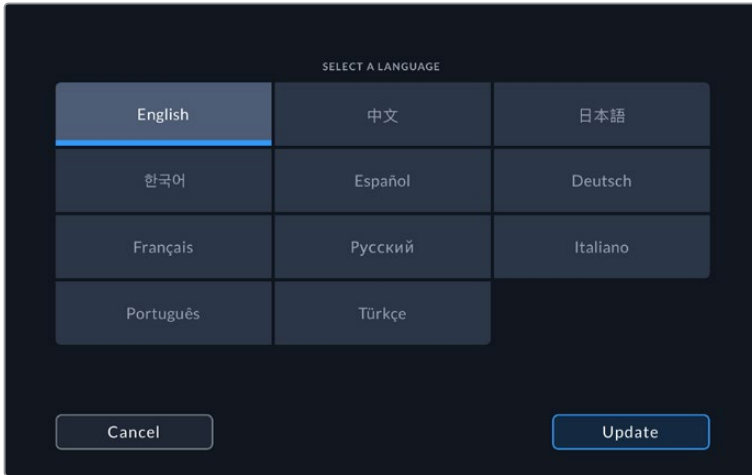 SELECT A LANGUAGE
English
中文
日本語
한국어
Español
Deutsch
Français
Русский
Italiano
Português
Türkçe
Cancel
Update